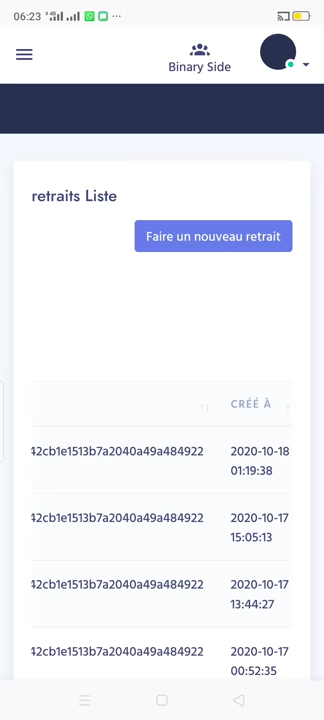 06:23
Binary Side
retraits Liste
Faire un nouveau retrait
CRÉÉ À
42cb1e1513b7a2040a49a484922 2020-10-18
01:19:38
42cb1e1513b7a2040a49a484922 2020-10-17
15:05:13
42cb1e1513b7a2040a49a484922 2020-10-17
13:44:27
42cb1e1513b7a2040a49a484922 2020-10-17
00:52:35